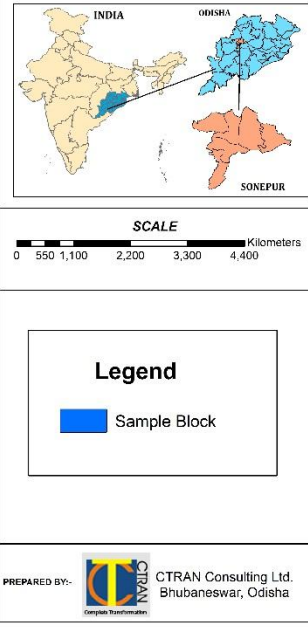 INDIA
ODISHA
SONEPUR
SCALE
Kilometers
0 550 1,100 2,200 3,300 4,400
Legend
Sample Block
PREPARED BY:-
CTRAN
Complete Transformation
CTRAN Consulting Ltd.
Bhubaneswar, Odisha